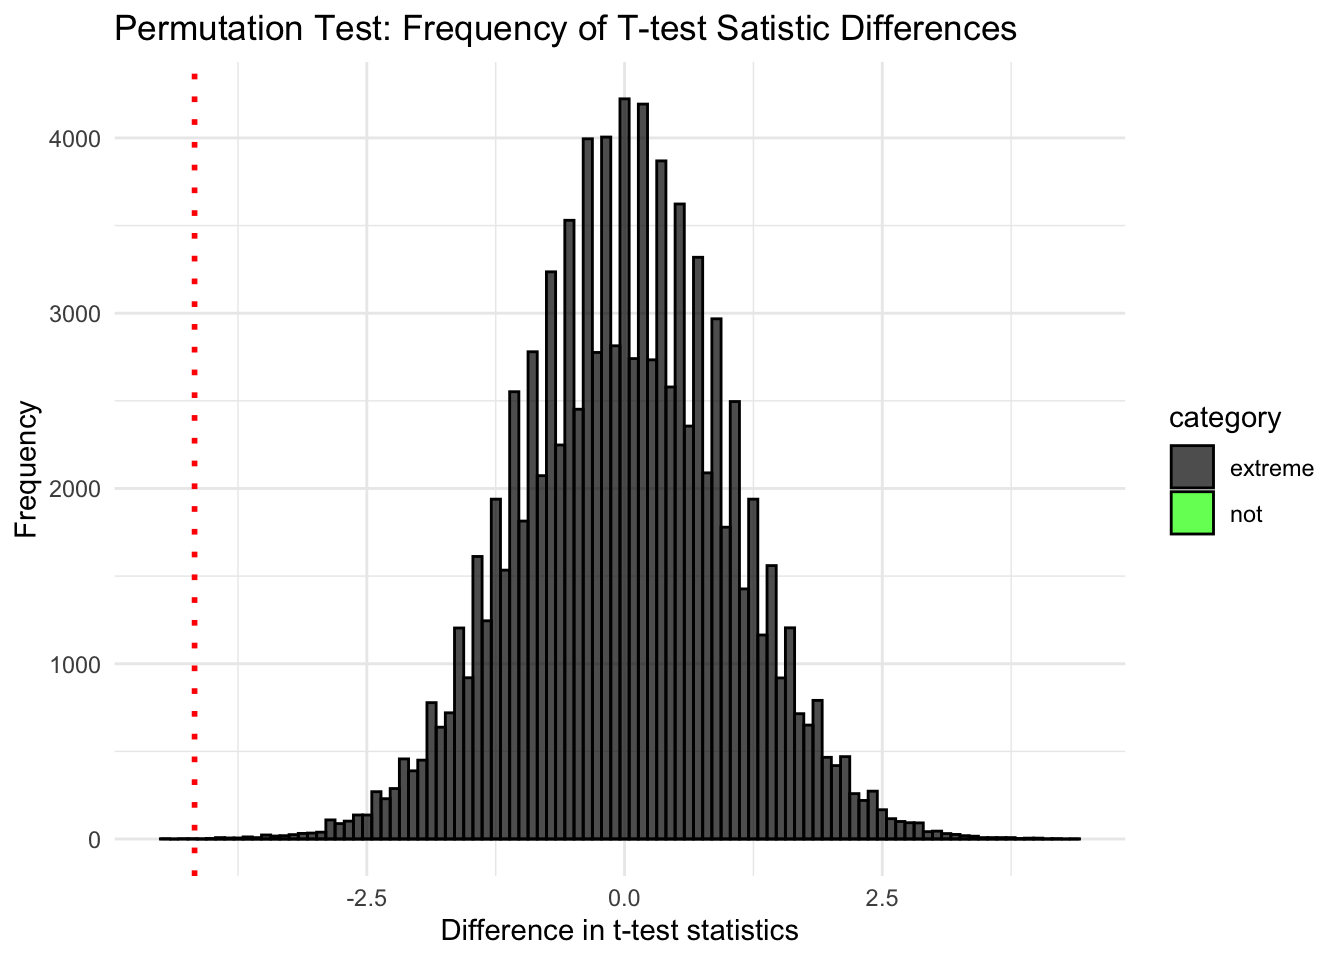 Permutation Test: Frequency of T-test Satistic Differences
4000
3000
2000
1000
0
Frequency
-2.5
0.0
2.5
Difference in t-test statistics
category
extreme
not